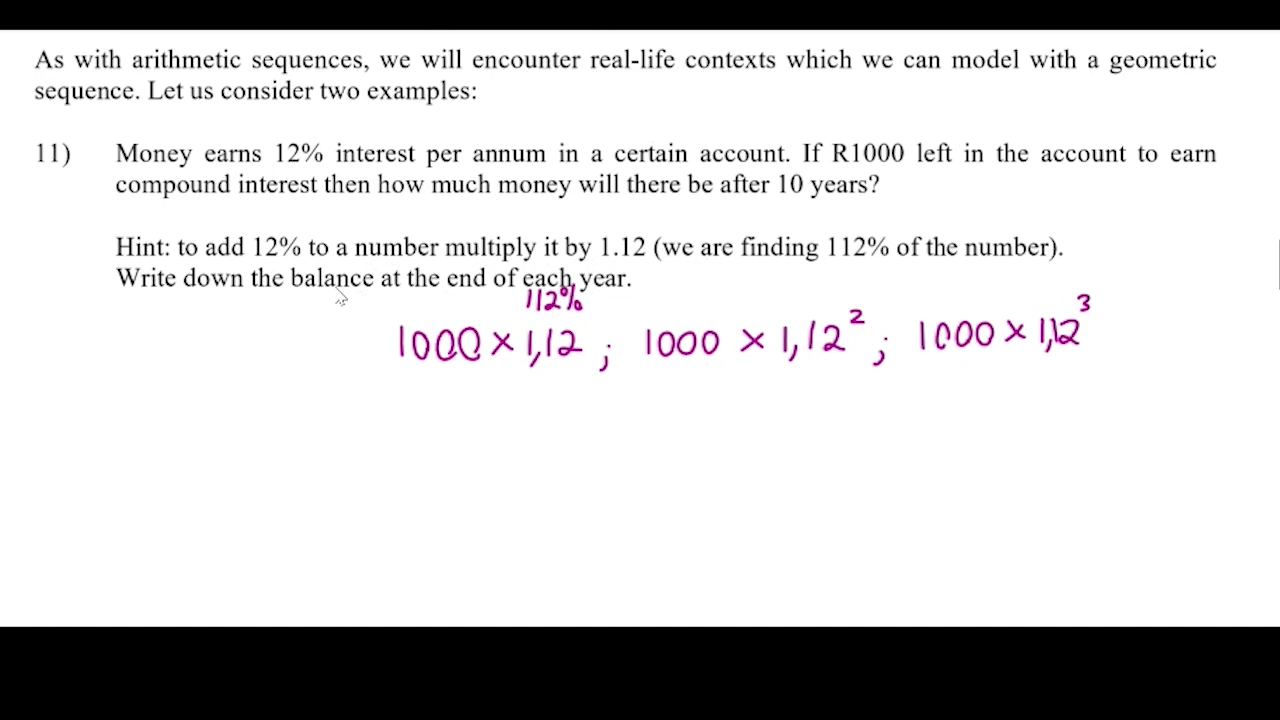 As with arithmetic sequences, we will encounter real-life contexts which we can model with a geometric
sequence. Let us consider two examples:
11) Money earns 12% interest per annum in a certain account. If R1000 left in the account to earn
compound interest then how much money will there be after 10 years?
Hint: to add 12% to a number multiply it by 1.12 (we are finding 112% of the number).
Write down the balance at the end of each year.
112%
1000 × 1,12 ; 1000 × 1,12² ; 1000 × 1,12³